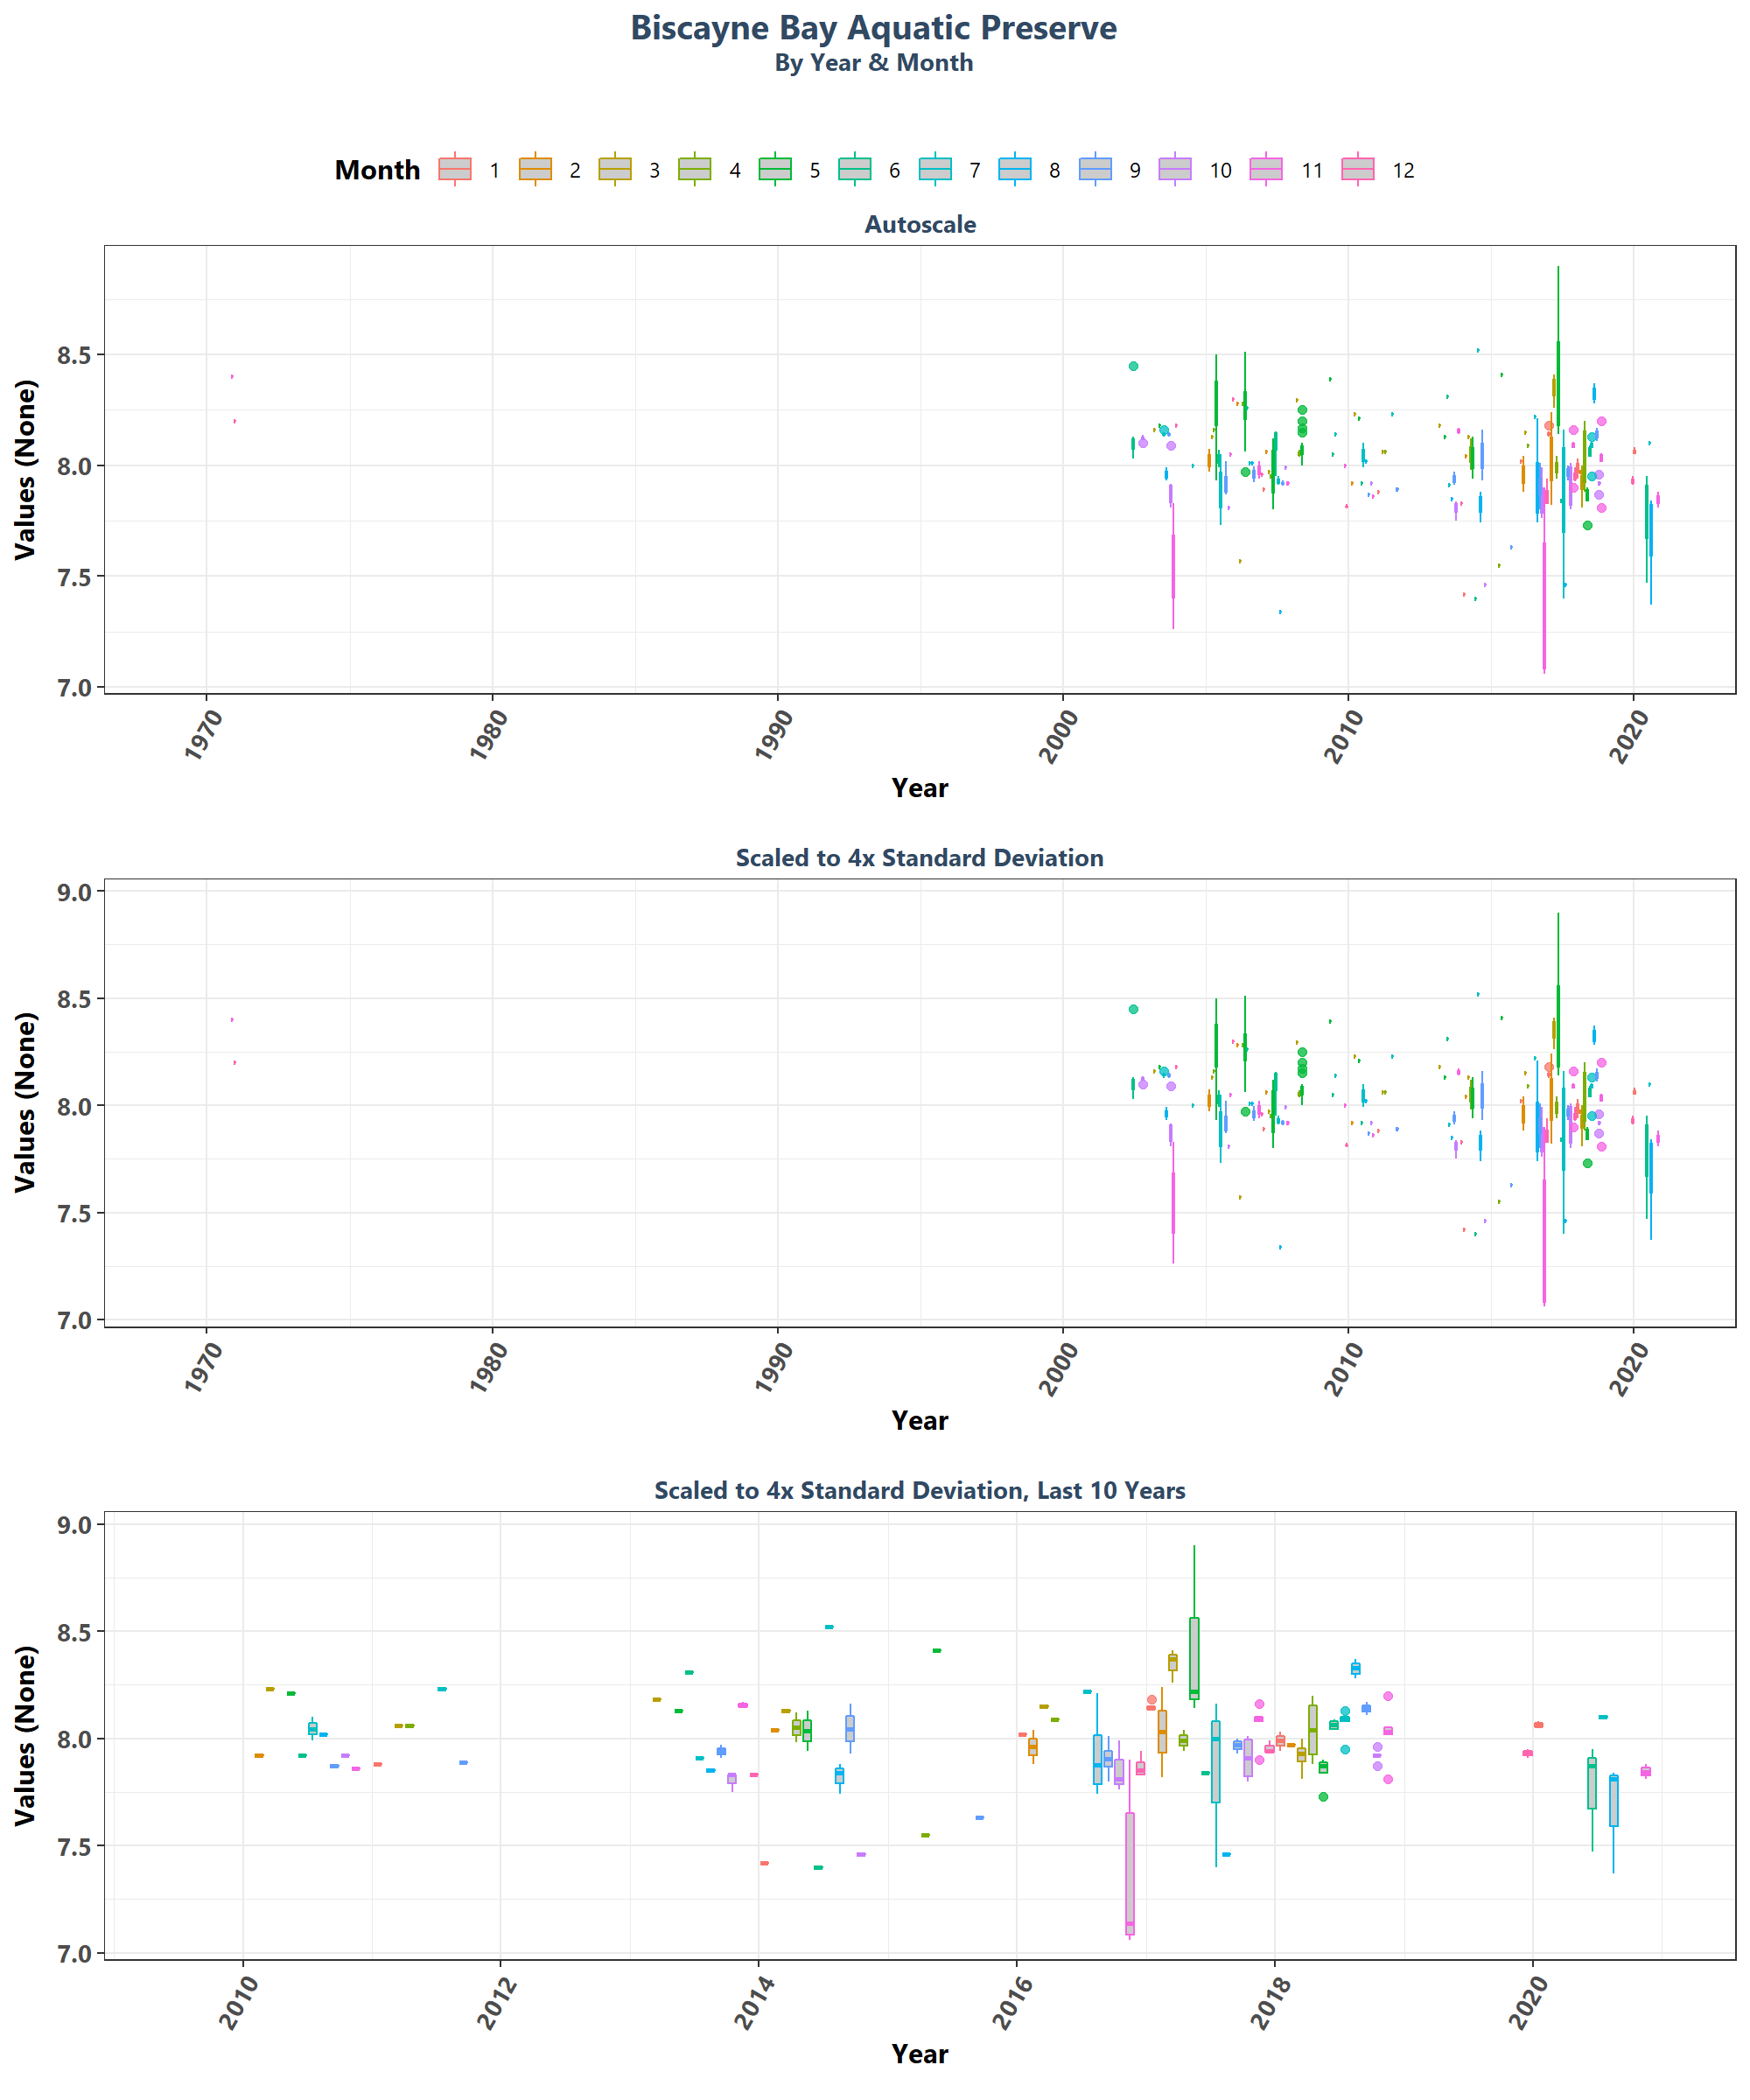 Biscayne Bay Aquatic Preserve
By Year & Month
Month 1 2 3 4 5 6 7 8 9 10 11 12
Autoscale
Values (None)
8.5
8.0
7.5
7.0
1970 1980 1990 2000 2010 2020
Year
Scaled to 4x Standard Deviation
Values (None)
9.0
8.5
8.0
7.5
7.0
1970 1980 1990 2000 2010 2020
Year
Scaled to 4x Standard Deviation, Last 10 Years
Values (None)
9.0
8.5
8.0
7.5
7.0
2010 2012 2014 2016 2018 2020
Year